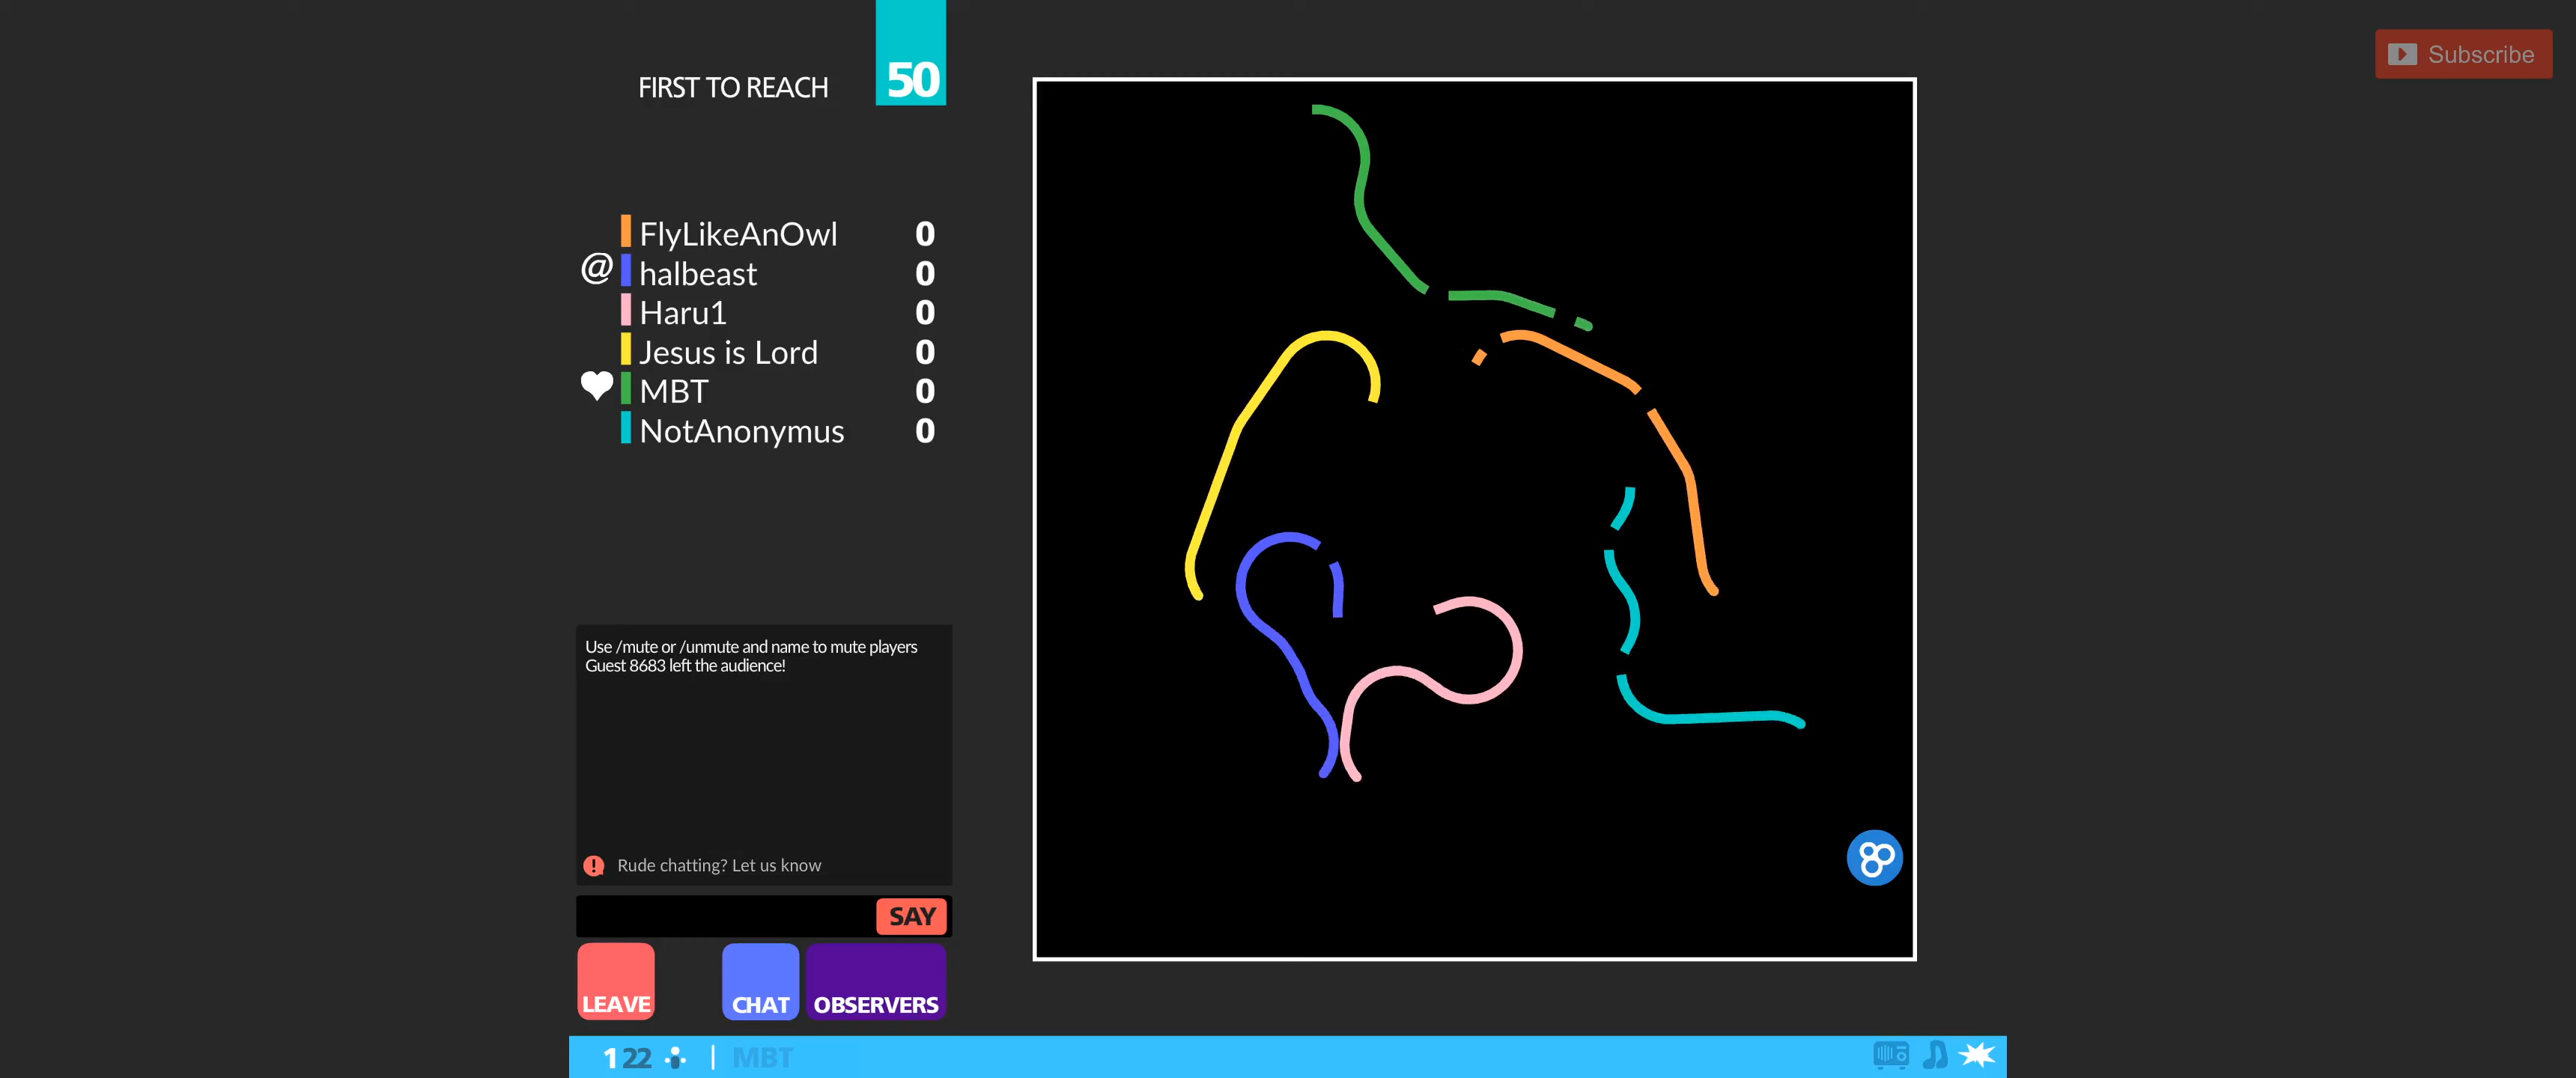 FIRST TO REACH 50
Subscribe
FlyLikeAnOwl 0
@ halbeast 0
Haru1 0
Jesus is Lord 0
MBT 0
NotAnonymus 0
Use /mute or /unmute and name to mute players
Guest 8683 left the audience!
Rude chatting? Let us know
SAY
LEAVE CHAT OBSERVERS
1 22 | MBT